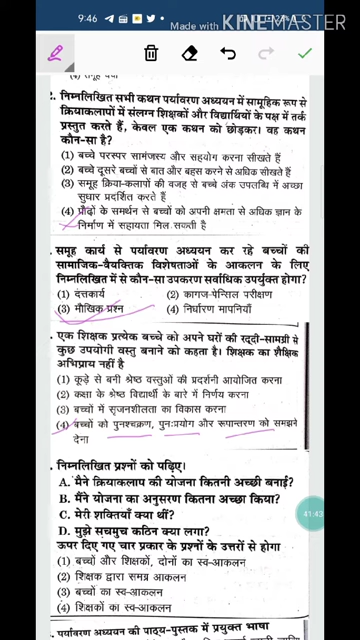 9:46
Made with KINEMASTER
(4) समूह चर्चा
2. निम्नलिखित सभी कथन पर्यावरण अध्ययन में सामूहिक रूप से
क्रियाकलापों में संलग्न शिक्षकों और विद्यार्थियों के पक्ष में तर्क
प्रस्तुत करते हैं, केवल एक कथन को छोड़कर। वह कथन
कौन-सा है?
(1) बच्चे परस्पर सामंजस्य और सहयोग करना सीखते हैं
(2) बच्चे दूसरे बच्चों से बात और बहस करने से अधिक सीखते हैं
(3) समूह क्रिया-कलापों की वजह से बच्चे अंक उपलब्धि में अच्छा
सुधार प्रदर्शित करते हैं
(4) प्रौढ़ों के समर्थन से बच्चों को अपनी क्षमता से अधिक ज्ञान के
निर्माण में सहायता मिल सकती है
. समूह कार्य से पर्यावरण अध्ययन कर रहे बच्चों की
सामाजिक-वैयक्तिक विशेषताओं के आकलन के लिए
निम्नलिखित में से कौन-सा उपकरण सर्वाधिक उपर्युक्त होगा?
(1) दत्तकार्य (2) कागज-पेन्सिल परीक्षण
(3) मौखिक प्रश्न (4) निर्धारण मापनियाँ
. एक शिक्षक प्रत्येक बच्चे को अपने घरों की रद्दी-सामग्री से
कुछ उपयोगी वस्तु बनाने को कहता है। शिक्षक का शैक्षिक
अभिप्राय नहीं है
(1) कूड़े से बनी श्रेष्ठ वस्तुओं की प्रदर्शनी आयोजित करना
(2) कक्षा के श्रेष्ठ विद्यार्थी के बारे में निर्णय करना
(3) बच्चों में सृजनशीलता का विकास करना
(4) बच्चों को पुनश्चक्रण, पुनःप्रयोग और रूपान्तरण को समझने
देना
. निम्नलिखित प्रश्नों को पढ़िए।
A. मैंने क्रियाकलाप की योजना कितनी अच्छी बनाई?
B. मैंने योजना का अनुसरण कितना अच्छा किया?
C. मेरी शक्तियाँ क्या थीं?
D. मुझे सचमुच कठिन क्या लगा?
ऊपर दिए गए चार प्रकार के प्रश्नों के उत्तरों से होगा
(1) बच्चों और शिक्षकों, दोनों का स्व-आकलन
(2) शिक्षक द्वारा समग्र आकलन
(3) बच्चों का स्व-आकलन
(4) शिक्षकों का स्व-आकलन
41:43
. पर्यावरण अध्ययन की पाठ्य-पुस्तक में प्रयुक्त भाषा